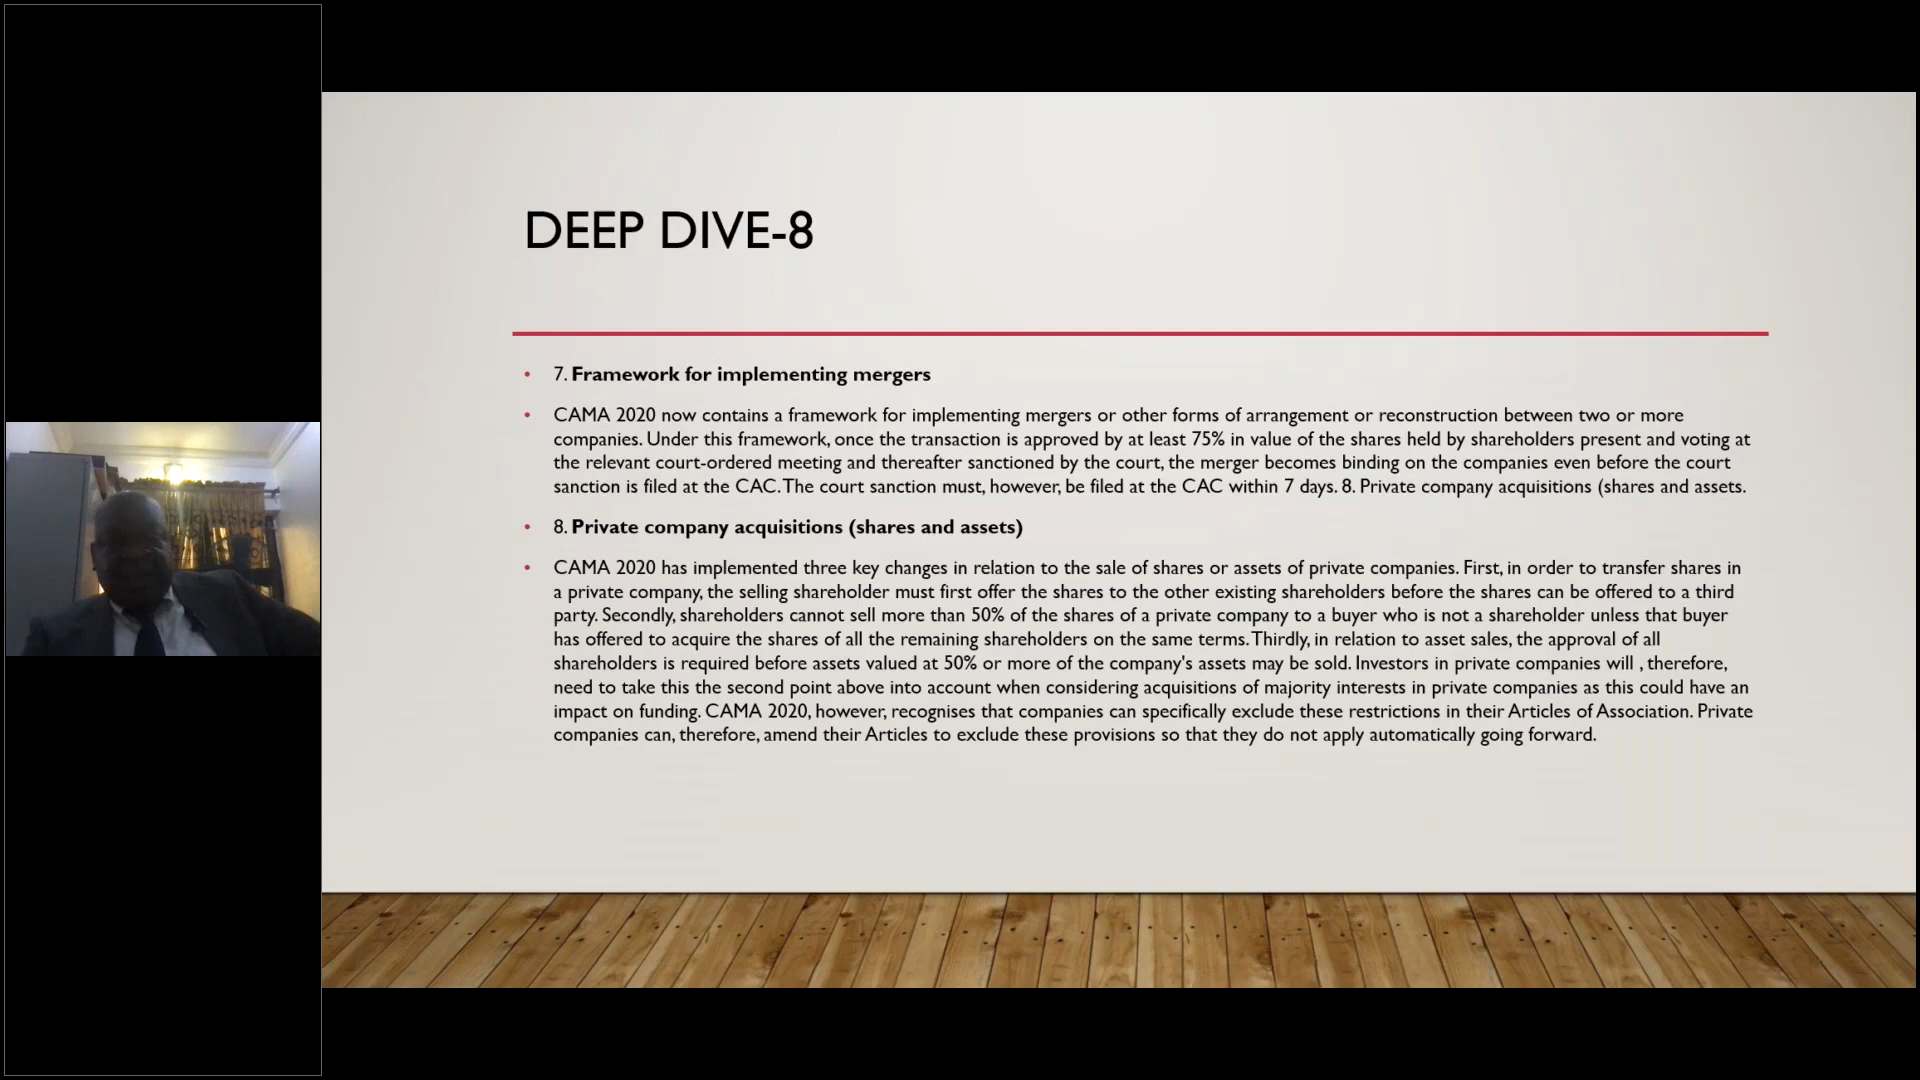 DEEP DIVE-8
• 7. Framework for implementing mergers
• CAMA 2020 now contains a framework for implementing mergers or other forms of arrangement or reconstruction between two or more
companies. Under this framework, once the transaction is approved by at least 75% in value of the shares held by shareholders present and voting at
the relevant court-ordered meeting and thereafter sanctioned by the court, the merger becomes binding on the companies even before the court
sanction is filed at the CAC. The court sanction must, however, be filed at the CAC within 7 days. 8. Private company acquisitions (shares and assets.
• 8. Private company acquisitions (shares and assets)
• CAMA 2020 has implemented three key changes in relation to the sale of shares or assets of private companies. First, in order to transfer shares in
a private company, the selling shareholder must first offer the shares to the other existing shareholders before the shares can be offered to a third
party. Secondly, shareholders cannot sell more than 50% of the shares of a private company to a buyer who is not a shareholder unless that buyer
has offered to acquire the shares of all the remaining shareholders on the same terms. Thirdly, in relation to asset sales, the approval of all
shareholders is required before assets valued at 50% or more of the company's assets may be sold. Investors in private companies will , therefore,
need to take this the second point above into account when considering acquisitions of majority interests in private companies as this could have an
impact on funding. CAMA 2020, however, recognises that companies can specifically exclude these restrictions in their Articles of Association. Private
companies can, therefore, amend their Articles to exclude these provisions so that they do not apply automatically going forward.